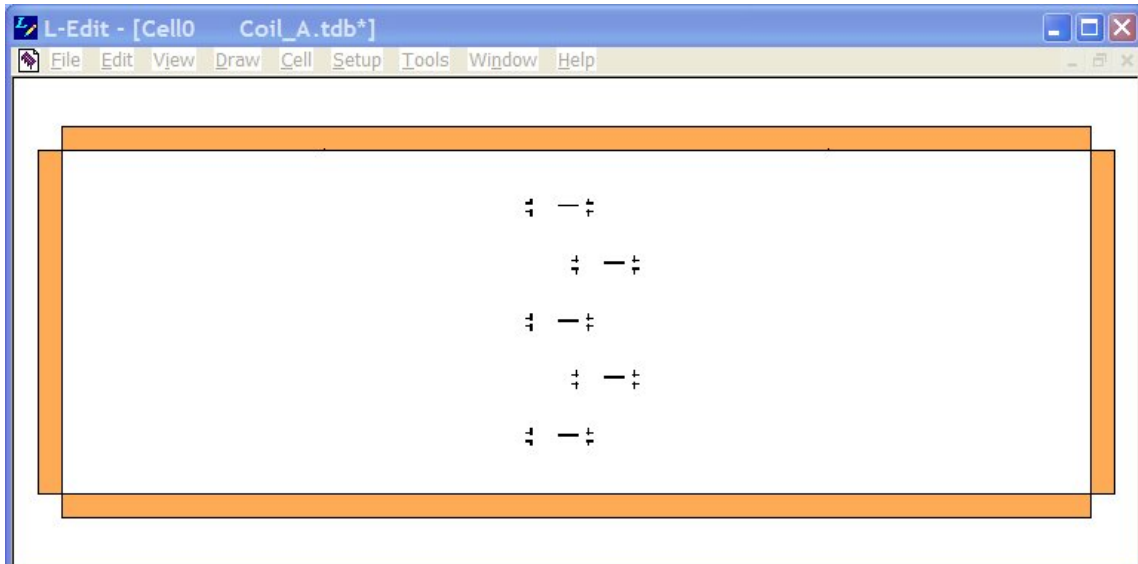 L-Edit - [Cell0 Coil_A.tdb*]
File Edit View Draw Cell Setup Tools Window Help